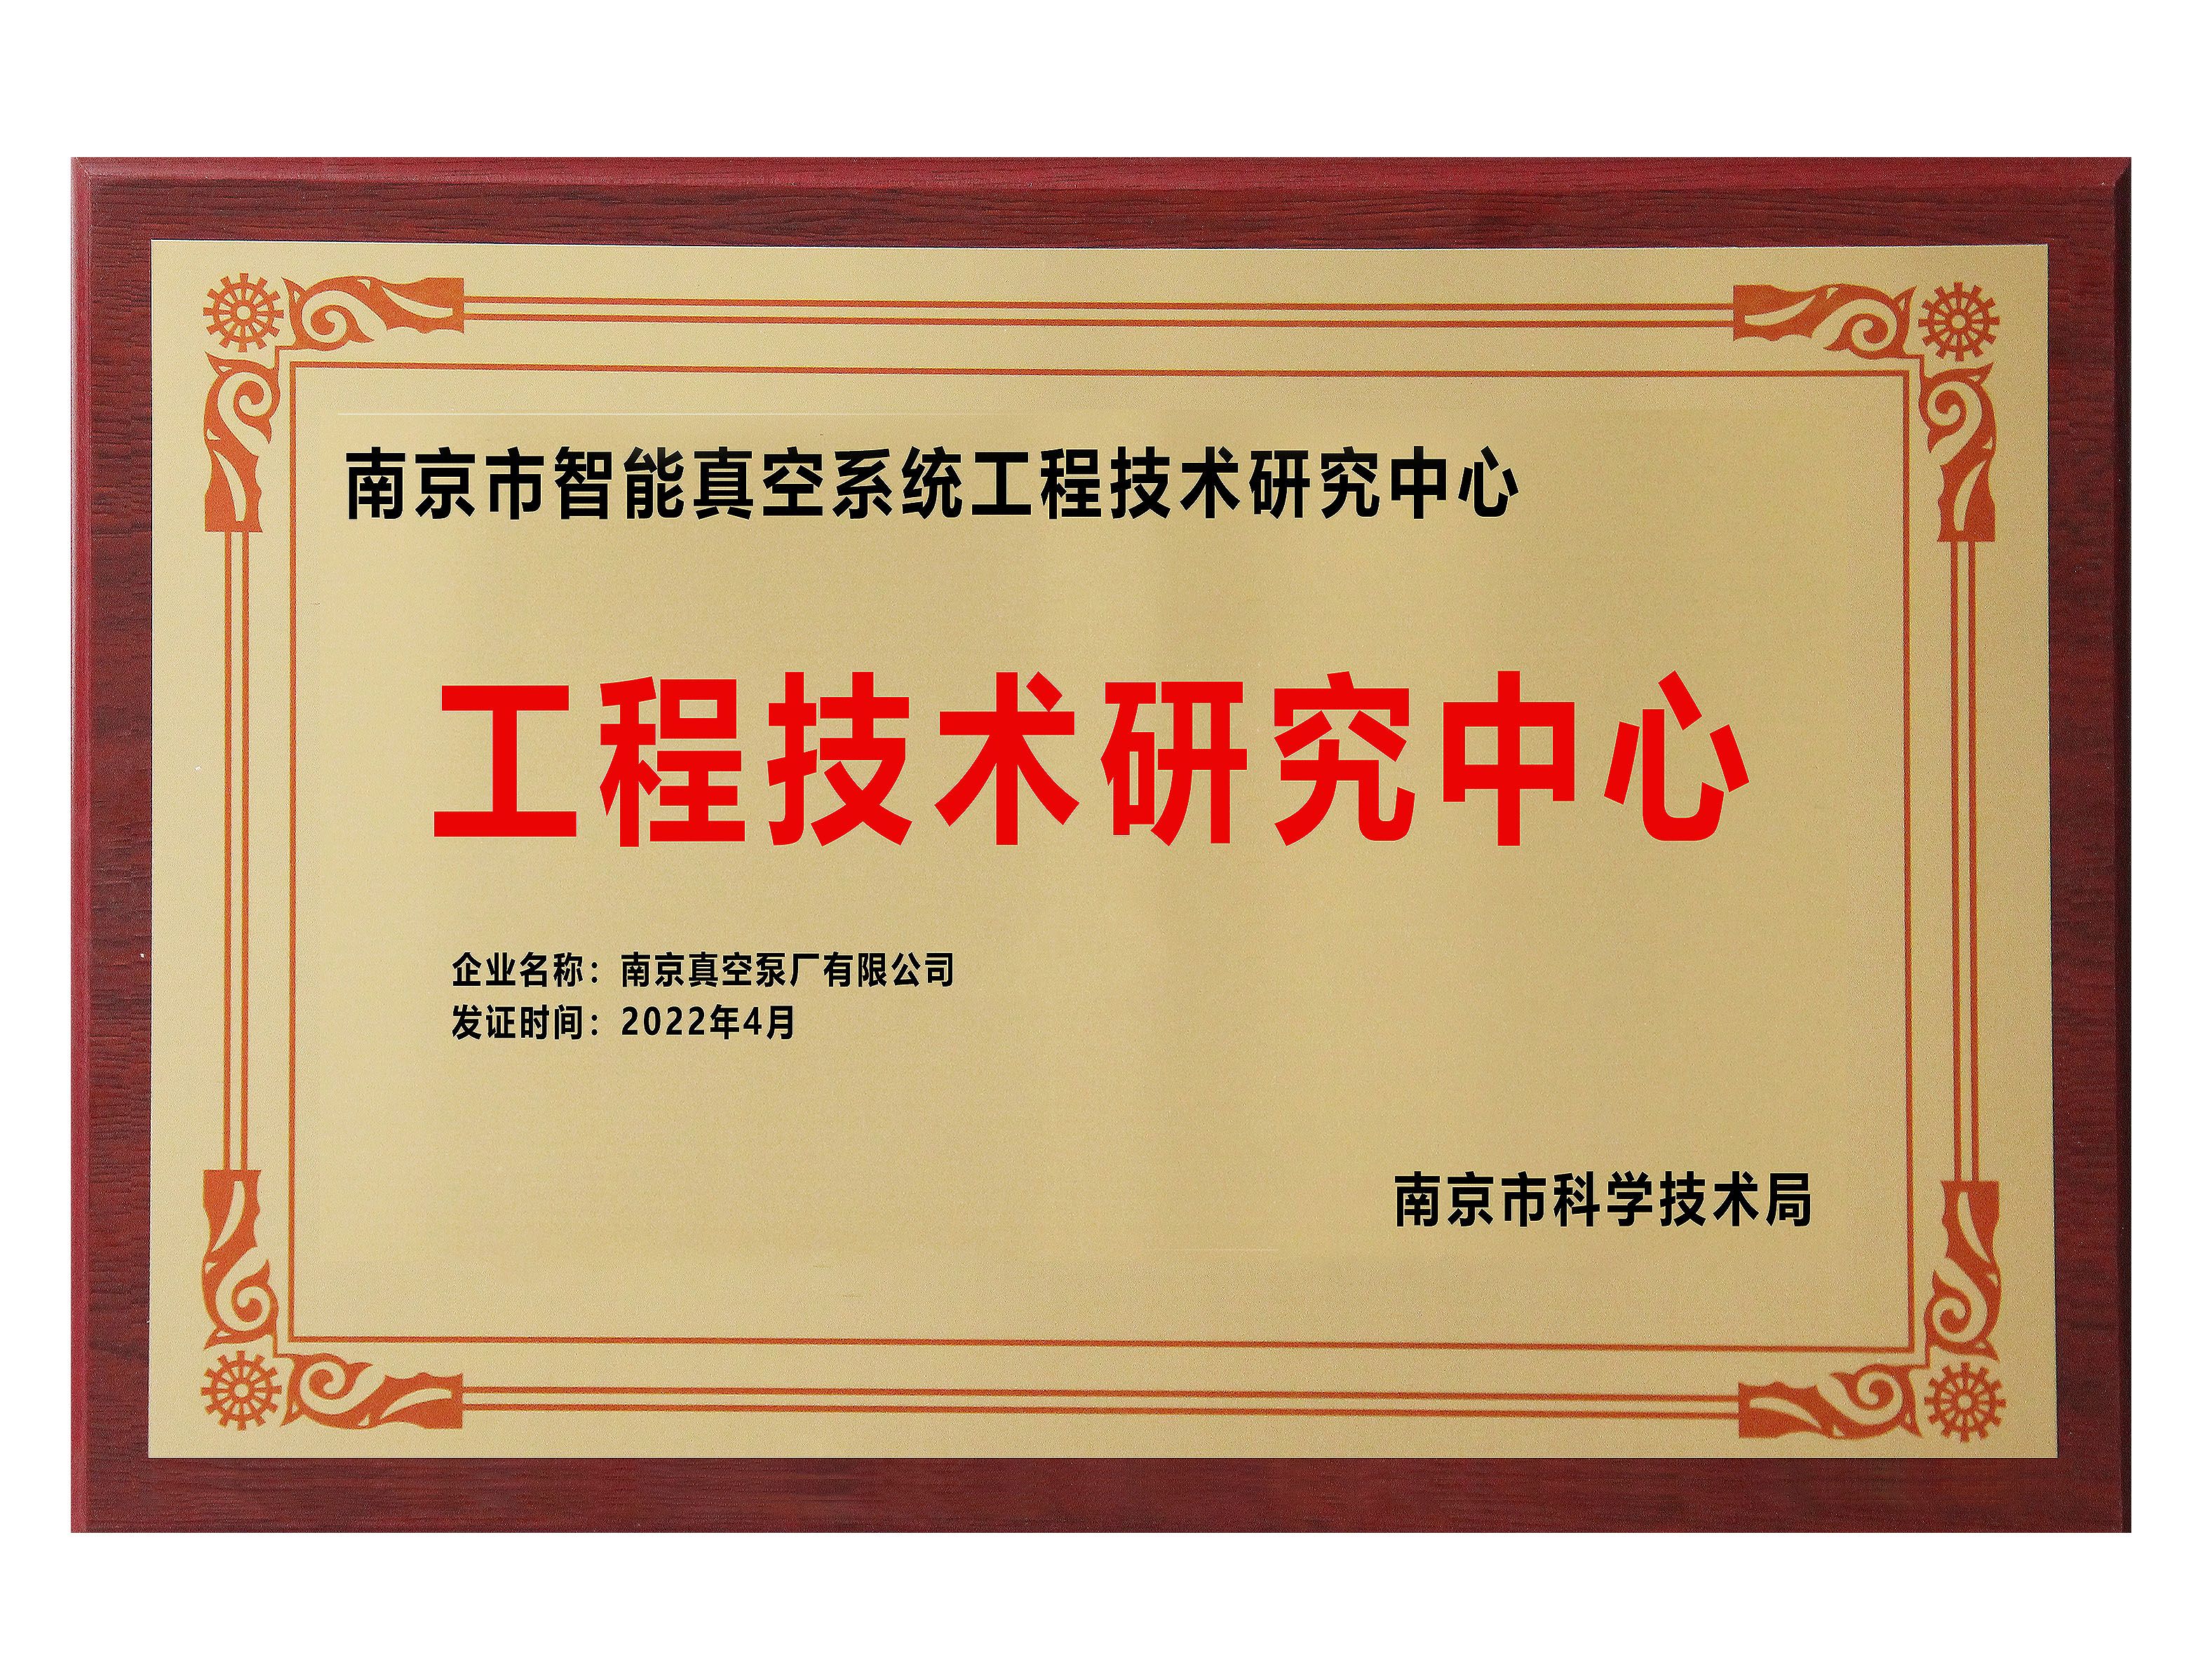 南京市智能真空系统工程技术研究中心
工程技术研究中心
企业名称：南京真空泵厂有限公司
发证时间：2022年4月
南京市科学技术局